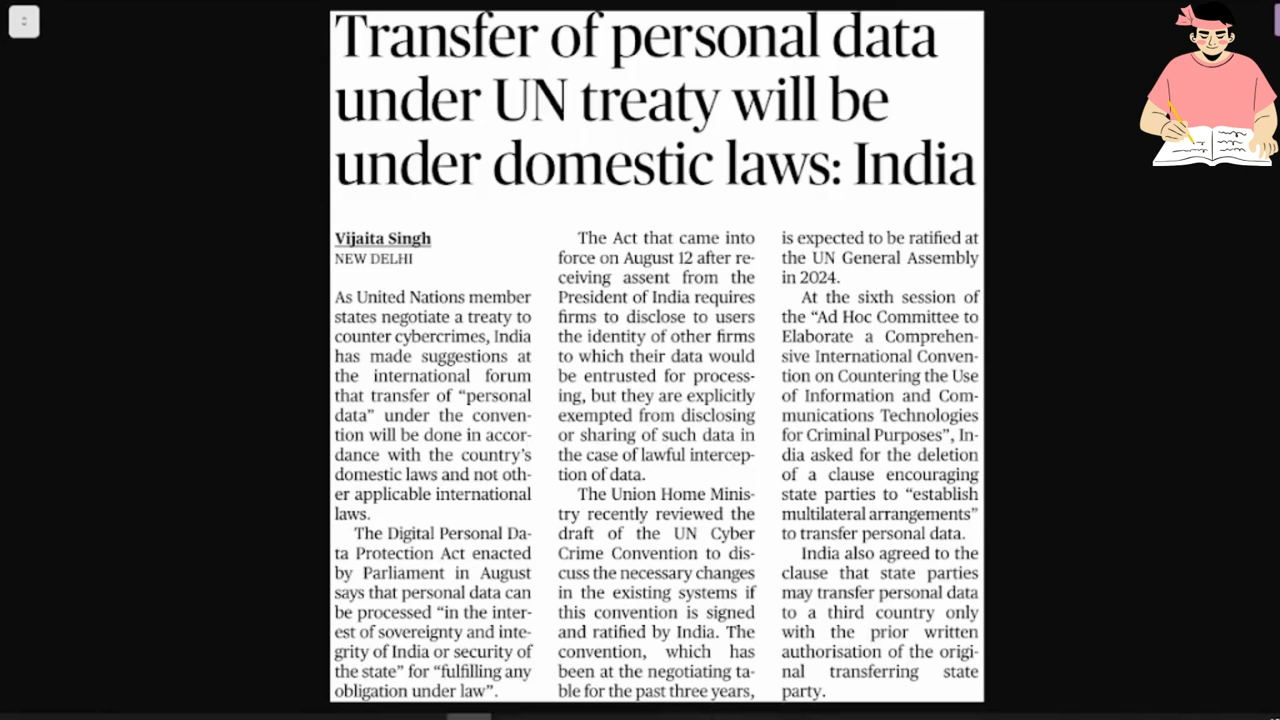 Transfer of personal data
under UN treaty will be
under domestic laws: India
Vijaita Singh
NEW DELHI
As United Nations member
states negotiate a treaty to
counter cybercrimes, India
has made suggestions at
the international forum
that transfer of “personal
data” under the conven-
tion will be done in accor-
dance with the country’s
domestic laws and not oth-
er applicable international
laws.
The Digital Personal Da-
ta Protection Act enacted
by Parliament in August
says that personal data can
be processed “in the inter-
est of sovereignty and inte-
grity of India or security of
the state” for “fulfilling any
obligation under law”.
The Act that came into
force on August 12 after re-
ceiving assent from the
President of India requires
firms to disclose to users
the identity of other firms
to which their data would
be entrusted for process-
ing, but they are explicitly
exempted from disclosing
or sharing of such data in
the case of lawful intercep-
tion of data.
The Union Home Minis-
try recently reviewed the
draft of the UN Cyber
Crime Convention to dis-
cuss the necessary changes
in the existing systems if
this convention is signed
and ratified by India. The
convention, which has
been at the negotiating ta-
ble for the past three years,
is expected to be ratified at
the UN General Assembly
in 2024.
At the sixth session of
the “Ad Hoc Committee to
Elaborate a Comprehen-
sive International Conven-
tion on Countering the Use
of Information and Com-
munications Technologies
for Criminal Purposes”, In-
dia asked for the deletion
of a clause encouraging
state parties to “establish
multilateral arrangements”
to transfer personal data.
India also agreed to the
clause that state parties
may transfer personal data
to a third country only
with the prior written
authorisation of the origi-
nal transferring state
party.